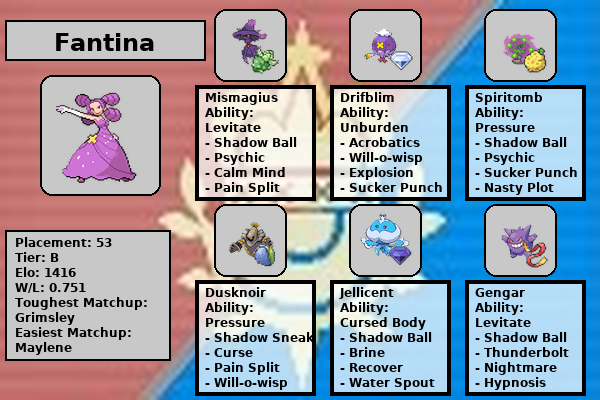 Fantina
Placement: 53
Tier: B
Elo: 1416
W/L: 0.751
Toughest Matchup:
Grimsley
Easiest Matchup:
Maylene
Mismagius
Ability:
Levitate
- Shadow Ball
- Psychic
- Calm Mind
- Pain Split
Drifblim
Ability:
Unburden
- Acrobatics
- Will-o-wisp
- Explosion
- Sucker Punch
Spiritomb
Ability:
Pressure
- Shadow Ball
- Psychic
- Sucker Punch
- Nasty Plot
Dusknoir
Ability:
Pressure
- Shadow Sneak
- Curse
- Pain Split
- Will-o-wisp
Jellicent
Ability:
Cursed Body
- Shadow Ball
- Brine
- Recover
- Water Spout
Gengar
Ability:
Levitate
- Shadow Ball
- Thunderbolt
- Nightmare
- Hypnosis